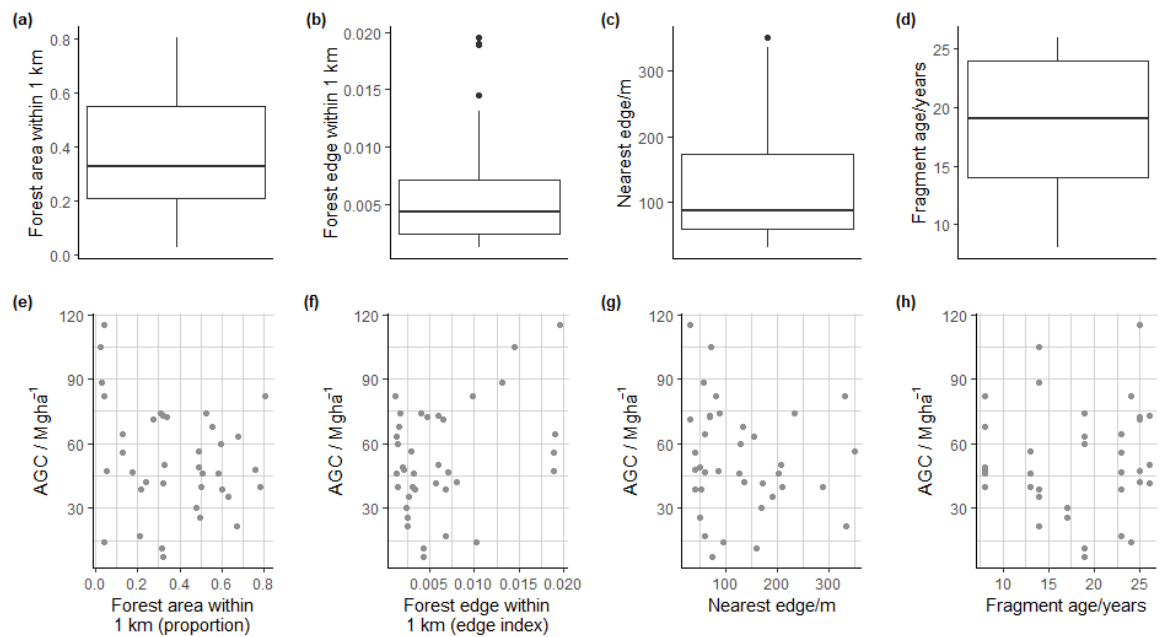 (a)
Forest area within 1 km
0.8
0.6
0.4
0.2
0.0
(b)
Forest edge within 1 km
0.020
0.015
0.010
0.005
(c)
Nearest edge/m
300
200
100
(d)
Fragment age/years
25
20
15
10
(e)
AGC / Mgha⁻¹
120
90
60
30
0.0 0.2 0.4 0.6 0.8
Forest area within
1 km (proportion)
(f)
AGC / Mgha⁻¹
120
90
60
30
0.005 0.010 0.015 0.020
Forest edge within
1 km (edge index)
(g)
AGC / Mgha⁻¹
120
90
60
30
100 200 300
Nearest edge/m
(h)
AGC / Mgha⁻¹
120
90
60
30
10 15 20 25
Fragment age/years